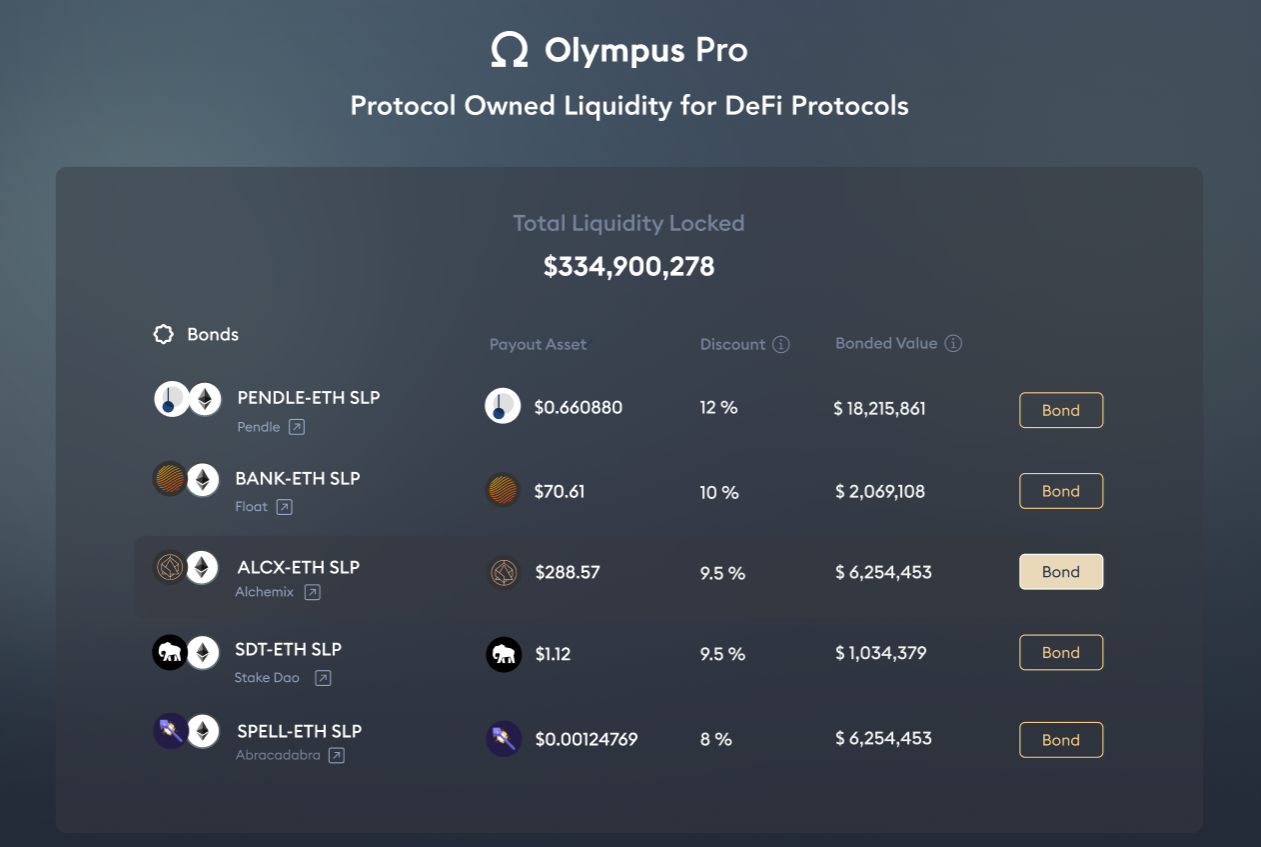 Olympus Pro
Protocol Owned Liquidity for DeFi Protocols
Total Liquidity Locked
$334,900,278
Bonds Payout Asset Discount Bonded Value
PENDLE-ETH SLP $0.660880 12 % $ 18,215,861 Bond
Pendle
BANK-ETH SLP $70.61 10 % $ 2,069,108 Bond
Float
ALCX-ETH SLP $288.57 9.5 % $ 6,254,453 Bond
Alchemix
SDT-ETH SLP $1.12 9.5 % $ 1,034,379 Bond
Stake Dao
SPELL-ETH SLP $0.00124769 8 % $ 6,254,453 Bond
Abracadabra